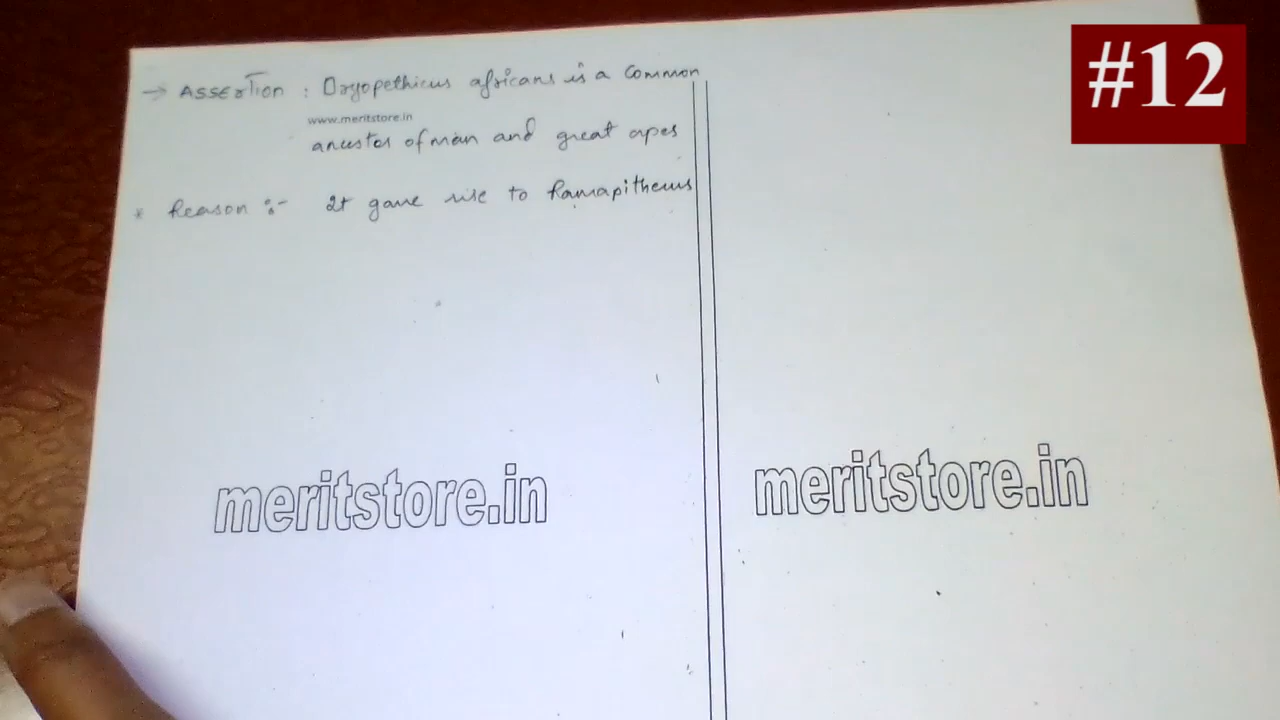 #12
→ ASSERTION : Dryopethicus africans is a Common
www.meritstore.in
ancestor of man and great apes
* Reason :- It gave rise to Ramapithecus
meritstore.in meritstore.in